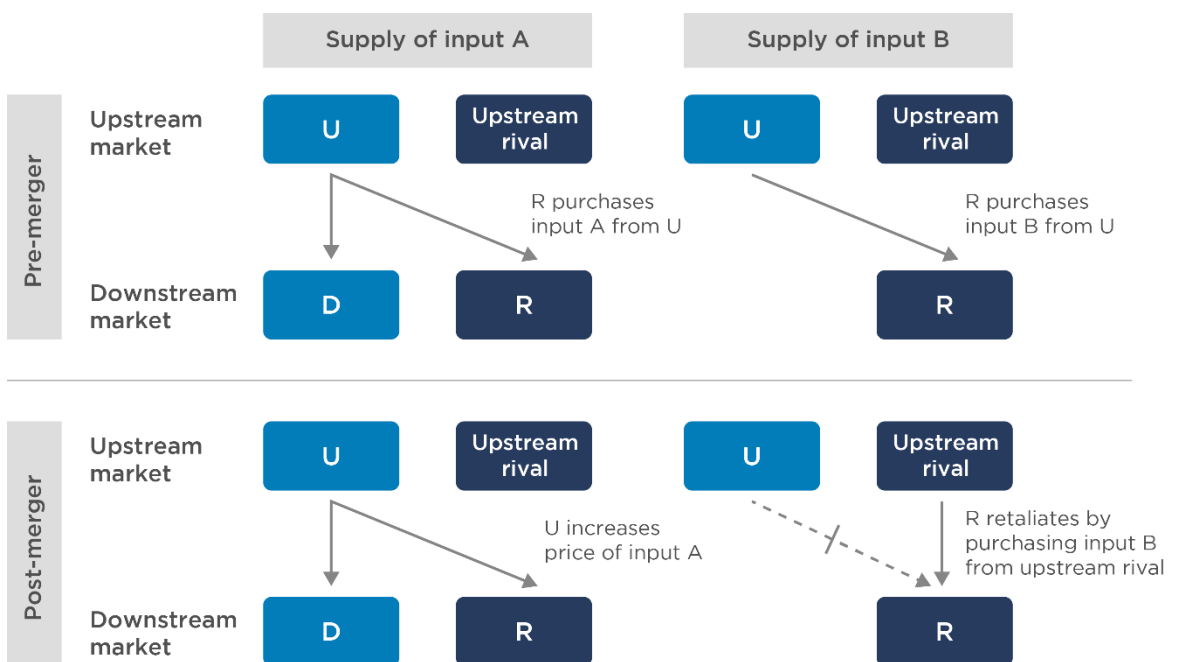 Supply of input A
Supply of input B
Pre-merger
Upstream
market
U
Upstream
rival
U
Upstream
rival
R purchases
input A from U
R purchases
input B from U
Downstream
market
D
R
R
Post-merger
Upstream
market
U
Upstream
rival
U
Upstream
rival
U increases
price of input A
R retaliates by
purchasing input B
from upstream rival
Downstream
market
D
R
R